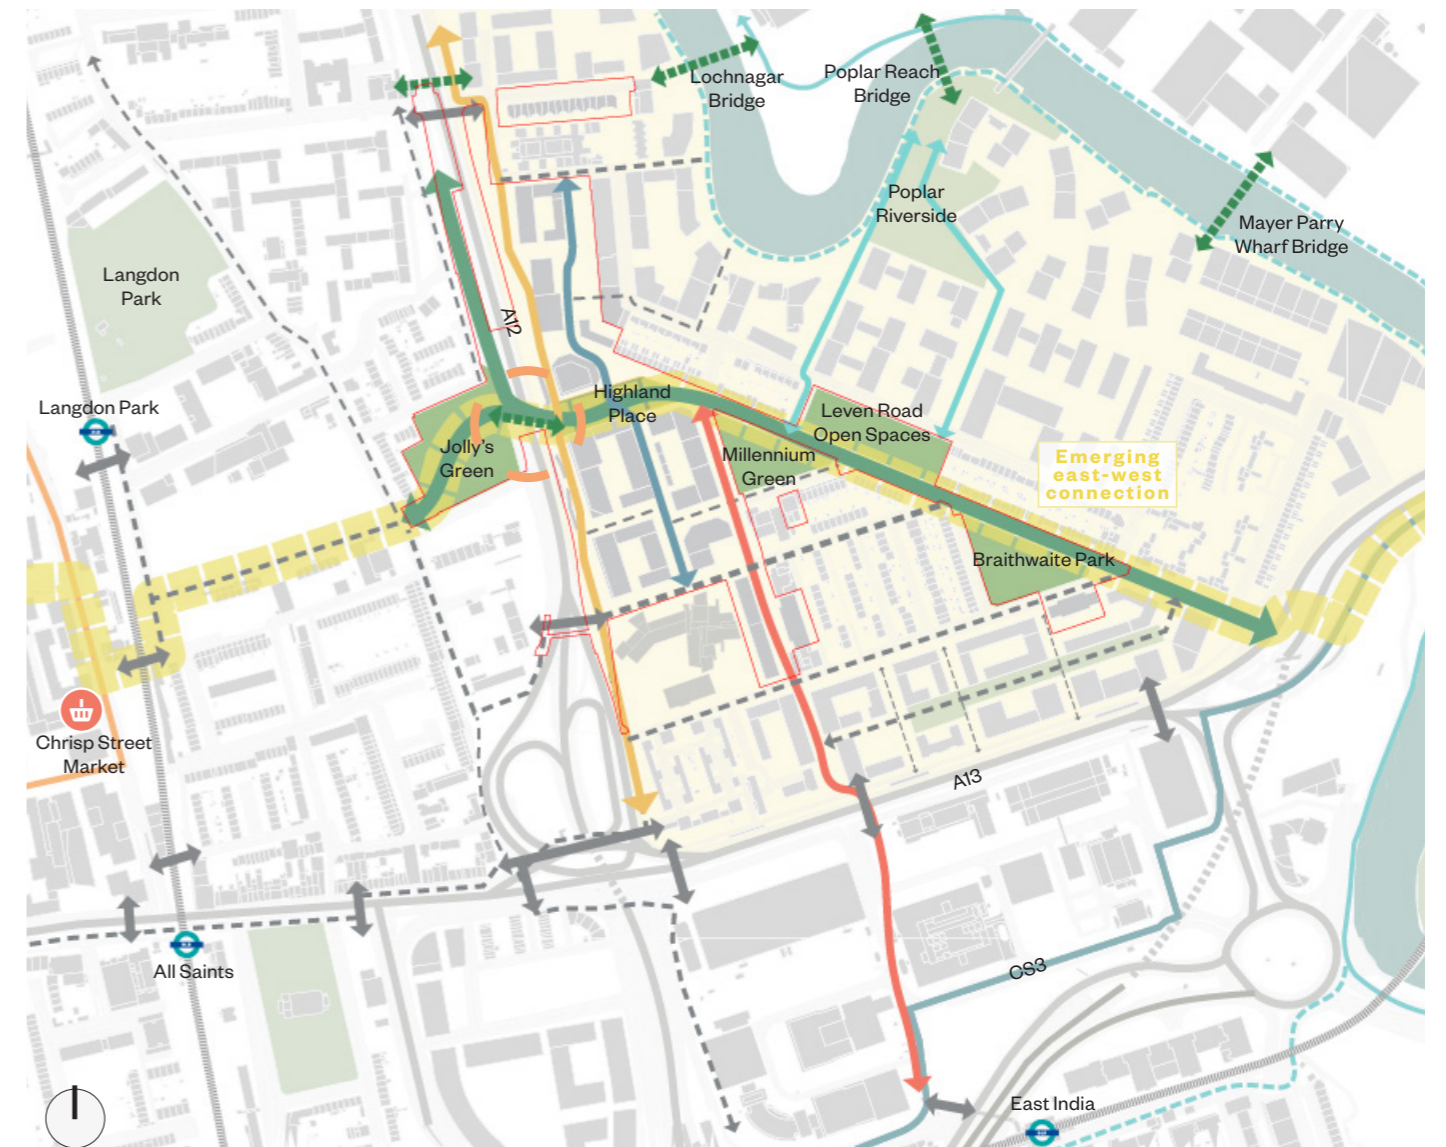 Lochnagar
Bridge
Poplar Reach
Bridge
Poplar
Riverside
Mayer Parry
Wharf Bridge
Langdon
Park
A12
Langdon Park
Highland
Place
Leven Road
Open Spaces
Jolly's
Green
Millennium
Green
Emerging
east-west
connection
Braithwaite Park
Chrisp Street
Market
A13
All Saints
CS3
East India